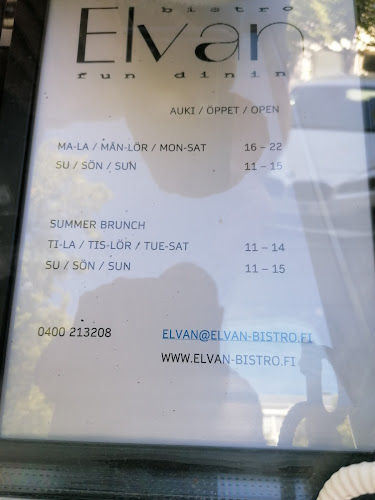 bistro
Elvan
fun dinin
AUKI / ÖPPET / OPEN
MA-LA / MÅN-LÖR / MON-SAT 16 – 22
SU / SÖN / SUN 11 – 15
SUMMER BRUNCH
TI-LA / TIS-LÖR / TUE-SAT 11 – 14
SU / SÖN / SUN 11 – 15
0400 213208 ELVAN@ELVAN-BISTRO.FI
WWW.ELVAN-BISTRO.FI